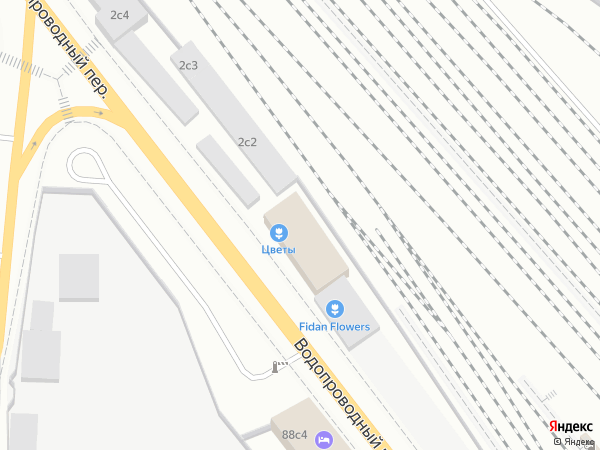 2с4
проводный пер.
2с3
2с2
Цветы
Fidan Flowers
Водопроводный
88с4
Яндекс
© Яндекс